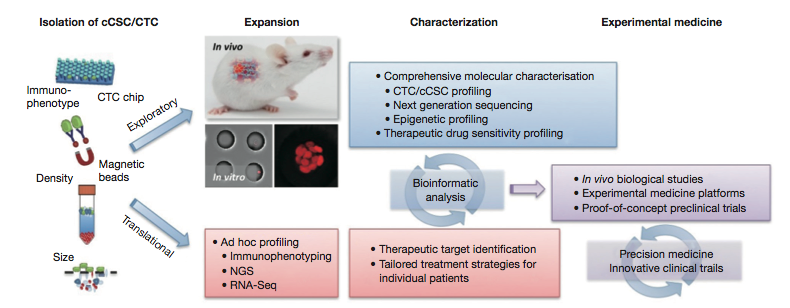 Isolation of cCSC/CTC
Immuno-
phenotype
CTC chip
Magnetic
beads
Density
Size
Exploratory
Translational
Expansion
In vivo
In vitro
• Ad hoc profiling
• Immunophenotyping
• NGS
• RNA-Seq
Characterization
• Comprehensive molecular characterisation
• CTC/cCSC profiling
• Next generation sequencing
• Epigenetic profiling
• Therapeutic drug sensitivity profiling
Bioinformatic
analysis
• Therapeutic target identification
• Tailored treatment strategies for
individual patients
Experimental medicine
• In vivo biological studies
• Experimental medicine platforms
• Proof-of-concept preclinical trials
Precision medicine
Innovative clinical trails